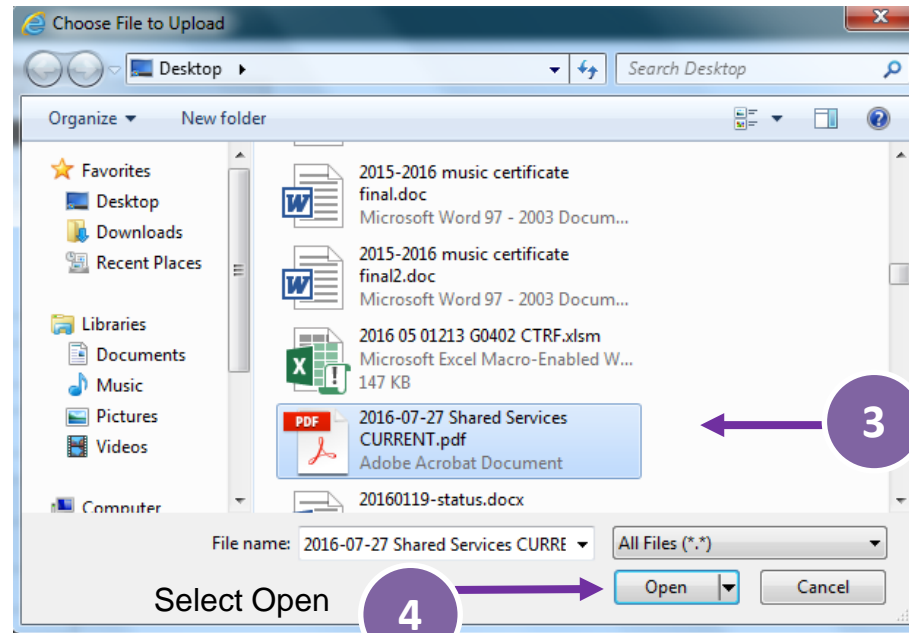 Choose File to Upload
x
Desktop
Search Desktop
Organize
New folder
?
Favorites
Desktop
Downloads
Recent Places
Libraries
Documents
Music
Pictures
Videos
Computer
2015-2016 music certificate
final.doc
Microsoft Word 97 - 2003 Docum...
2015-2016 music certificate
final2.doc
Microsoft Word 97 - 2003 Docum...
2016 05 01213 G0402 CTRF.xlsm
Microsoft Excel Macro-Enabled W...
147 KB
PDF
2016-07-27 Shared Services
CURRENT.pdf
Adobe Acrobat Document
20160119-status.docx
3
File name:
2016-07-27 Shared Services CURRE
All Files (*.*)
Open
Cancel
Select Open
4